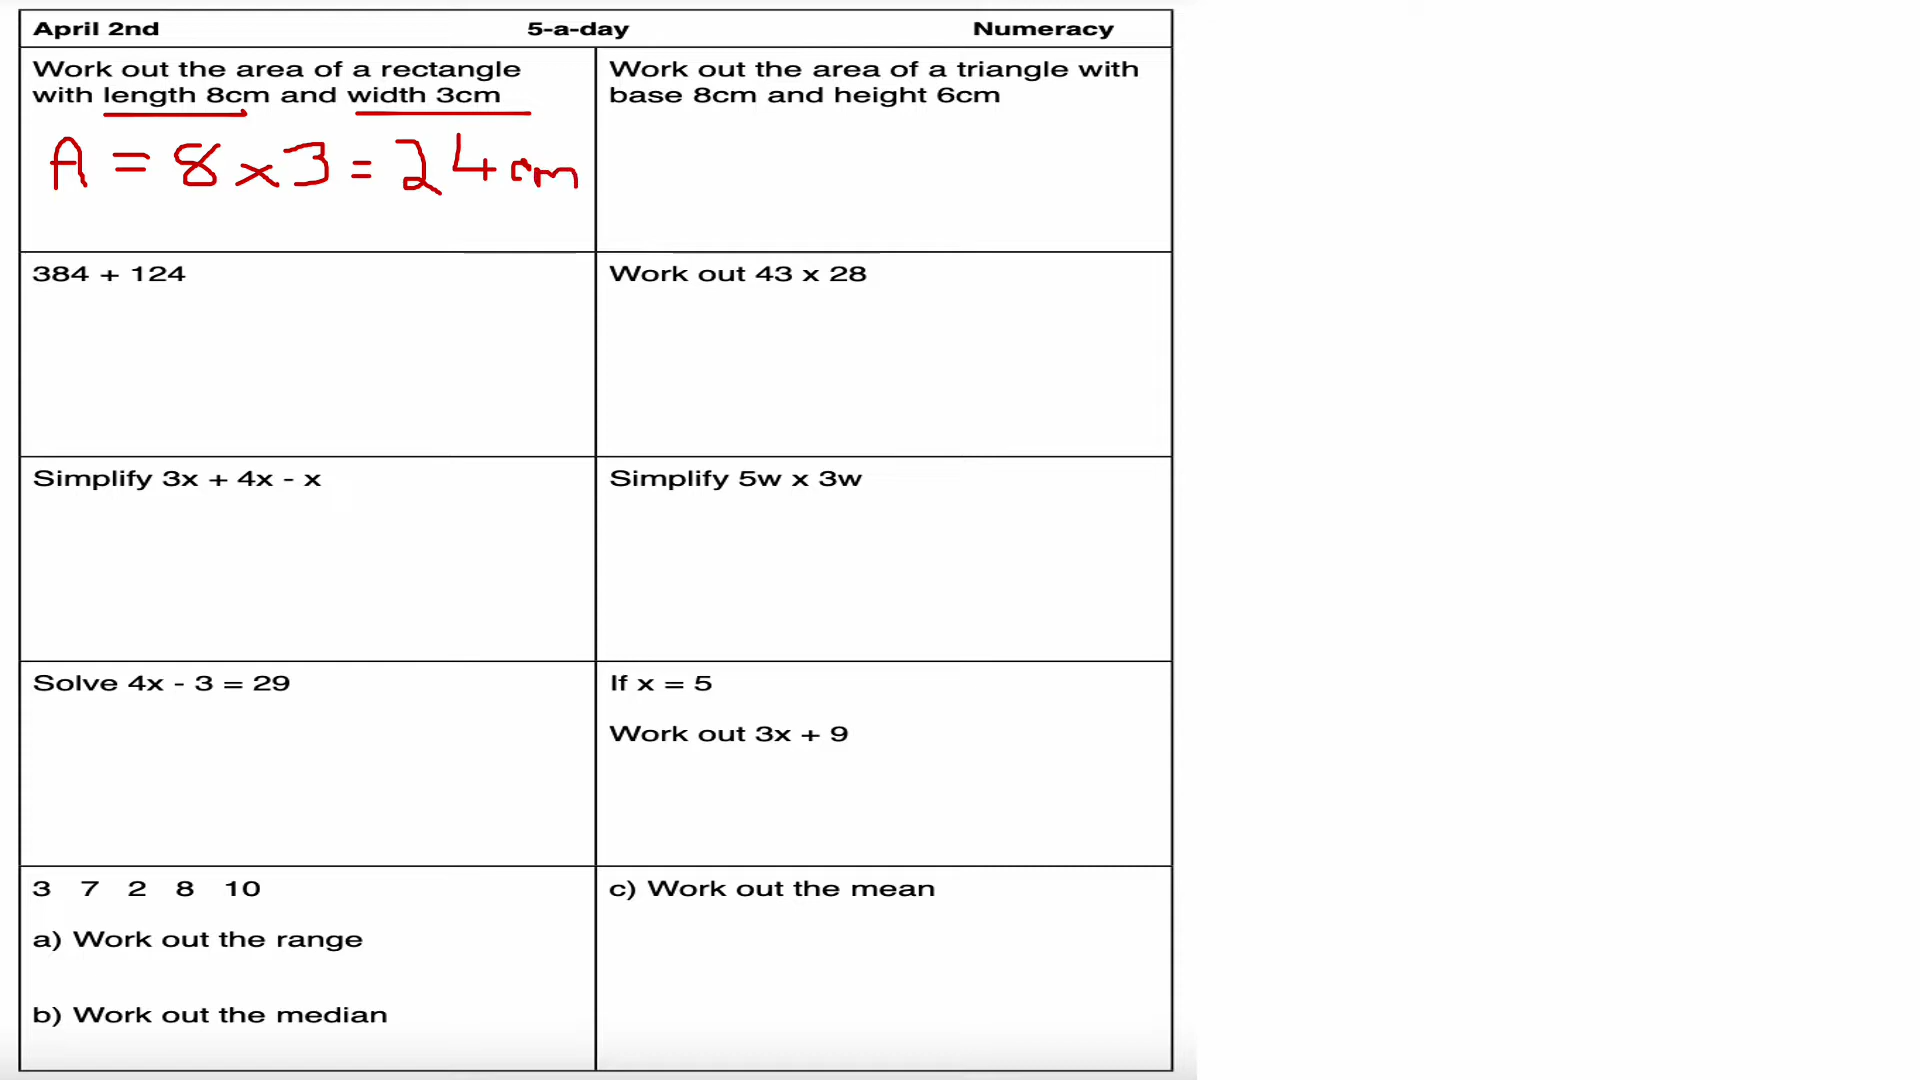 April 2nd 5-a-day Numeracy
Work out the area of a rectangle
with length 8cm and width 3cm
A = 8 x 3 = 24 cm
Work out the area of a triangle with
base 8cm and height 6cm
384 + 124
Work out 43 x 28
Simplify 3x + 4x - x
Simplify 5w x 3w
Solve 4x - 3 = 29
If x = 5
Work out 3x + 9
3 7 2 8 10
a) Work out the range
b) Work out the median
c) Work out the mean